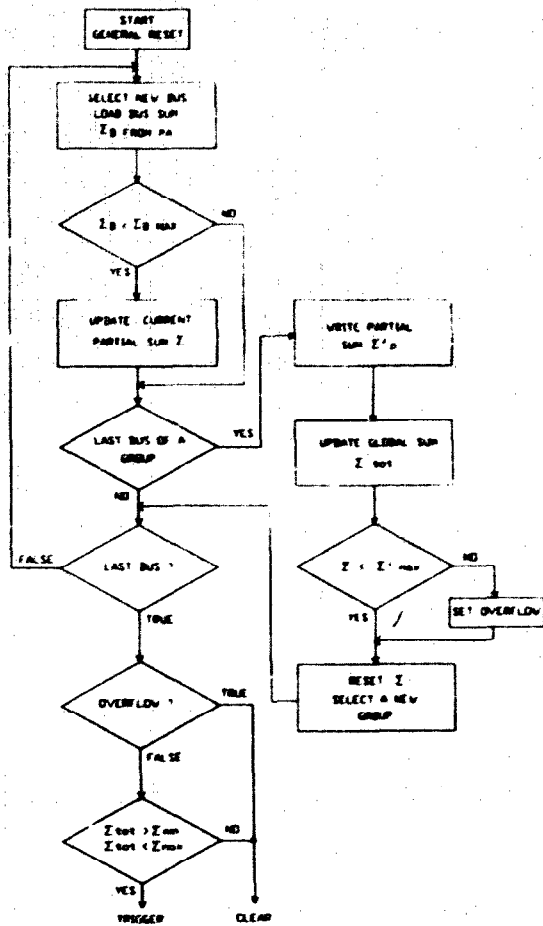 START
GENERAL RESET
SELECT NEW BUS
LOAD BUS SUM
Σ B FROM PA
Σ B < Σ B MAX
NO
YES
UPDATE CURRENT
PARTIAL SUM Σ
WRITE PARTIAL
SUM Σ' p
LAST BUS OF A
GROUP
YES
NO
UPDATE GLOBAL SUM
Σ tot
LAST BUS ?
FALSE
TRUE
Σ < Σ' max
NO
YES
SET OVERFLOW
RESET Σ
SELECT A NEW
GROUP
OVERFLOW ?
TRUE
FALSE
Σ tot > Σ min
Σ tot < Σ max
NO
YES
TRIGGER
CLEAR